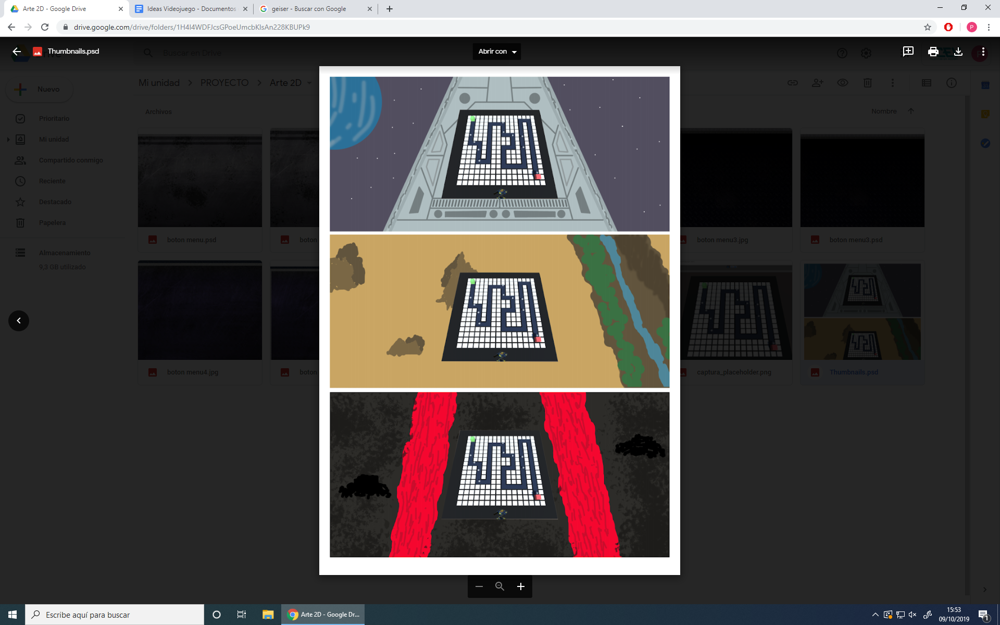 Arte 2D - Google Drive
Ideas Videojuego - Documentos
geiser - Buscar con Google
drive.google.com/drive/folders/1H4I4WDFJcsGPoeUmcbKlsAn228KBUPk9
P
Thumbnails.psd
Buscar en Drive
Abrir con
Nuevo
Mi unidad
PROYECTO
Arte 2D
Archivos
Nombre
Prioritario
Mi unidad
Compartido conmigo
Reciente
Destacado
Papelera
Almacenamiento
9,3 GB utilizado
boton menu.psd
boton
boton menu3.jpg
boton menu3.psd
boton menu4.jpg
boton
captura_placeholder.png
Thumbnails.psd
Escribe aquí para buscar
Arte 2D - Google Dr...
15:53
09/10/2019
1